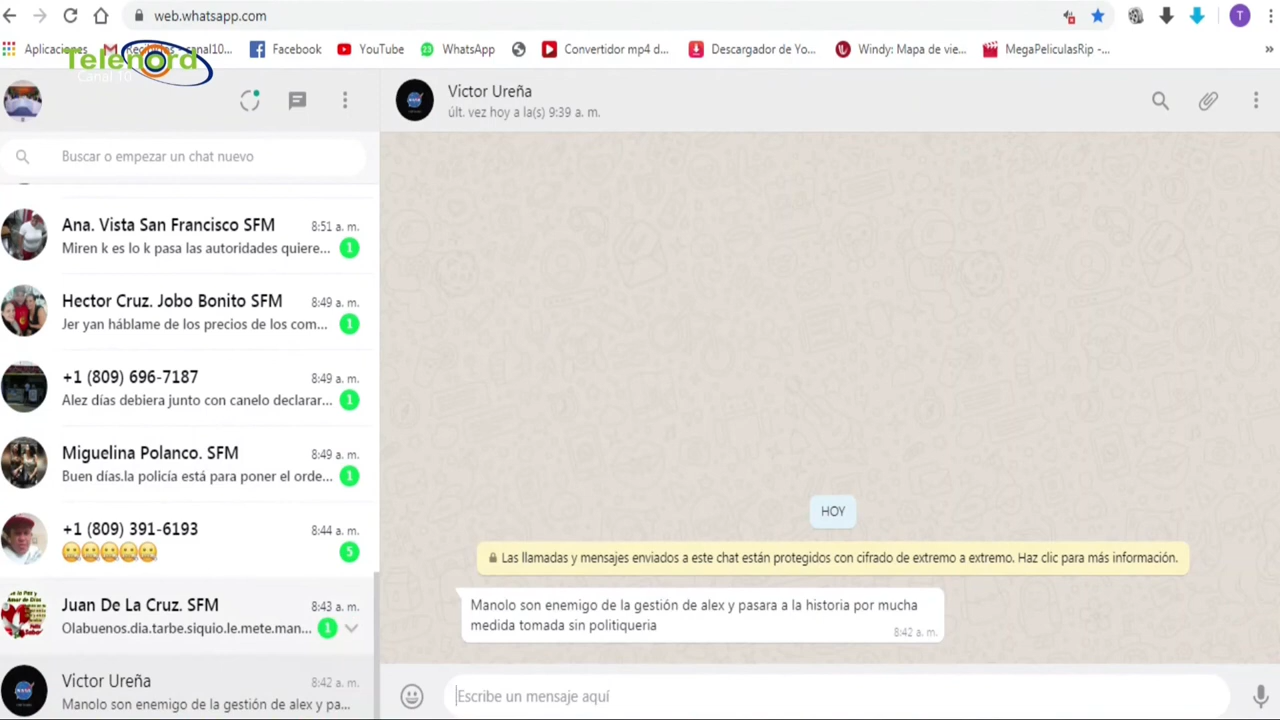 web.whatsapp.com
Aplicaciones
canal10...
Facebook
YouTube
WhatsApp
Convertidor mp4 d...
Descargador de Yo...
Windy: Mapa de vie...
MegaPeliculasRip -...
»
T
Telenord
Canal 10
Buscar o empezar un chat nuevo
Ana. Vista San Francisco SFM
8:51 a. m.
Miren k es lo k pasa las autoridades quiere...
1
Hector Cruz. Jobo Bonito SFM
8:49 a. m.
Jer yan háblame de los precios de los com...
1
+1 (809) 696-7187
8:49 a. m.
Alez días debiera junto con canelo declarar...
1
Miguelina Polanco. SFM
8:49 a. m.
Buen días.la policía está para poner el orde...
1
+1 (809) 391-6193
8:44 a. m.
🤐🤐🤐🤐🤐
5
Juan De La Cruz. SFM
8:43 a. m.
Olabuenos.dia.tarbe.siquio.le.mete.man...
1
Victor Ureña
8:42 a. m.
Manolo son enemigo de la gestión de alex y pa...
Victor Ureña
últ. vez hoy a la(s) 9:39 a. m.
HOY
Las llamadas y mensajes enviados a este chat están protegidos con cifrado de extremo a extremo. Haz clic para más información.
Manolo son enemigo de la gestión de alex y pasara a la historia por mucha
medida tomada sin politiqueria
8:42 a. m.
Escribe un mensaje aquí